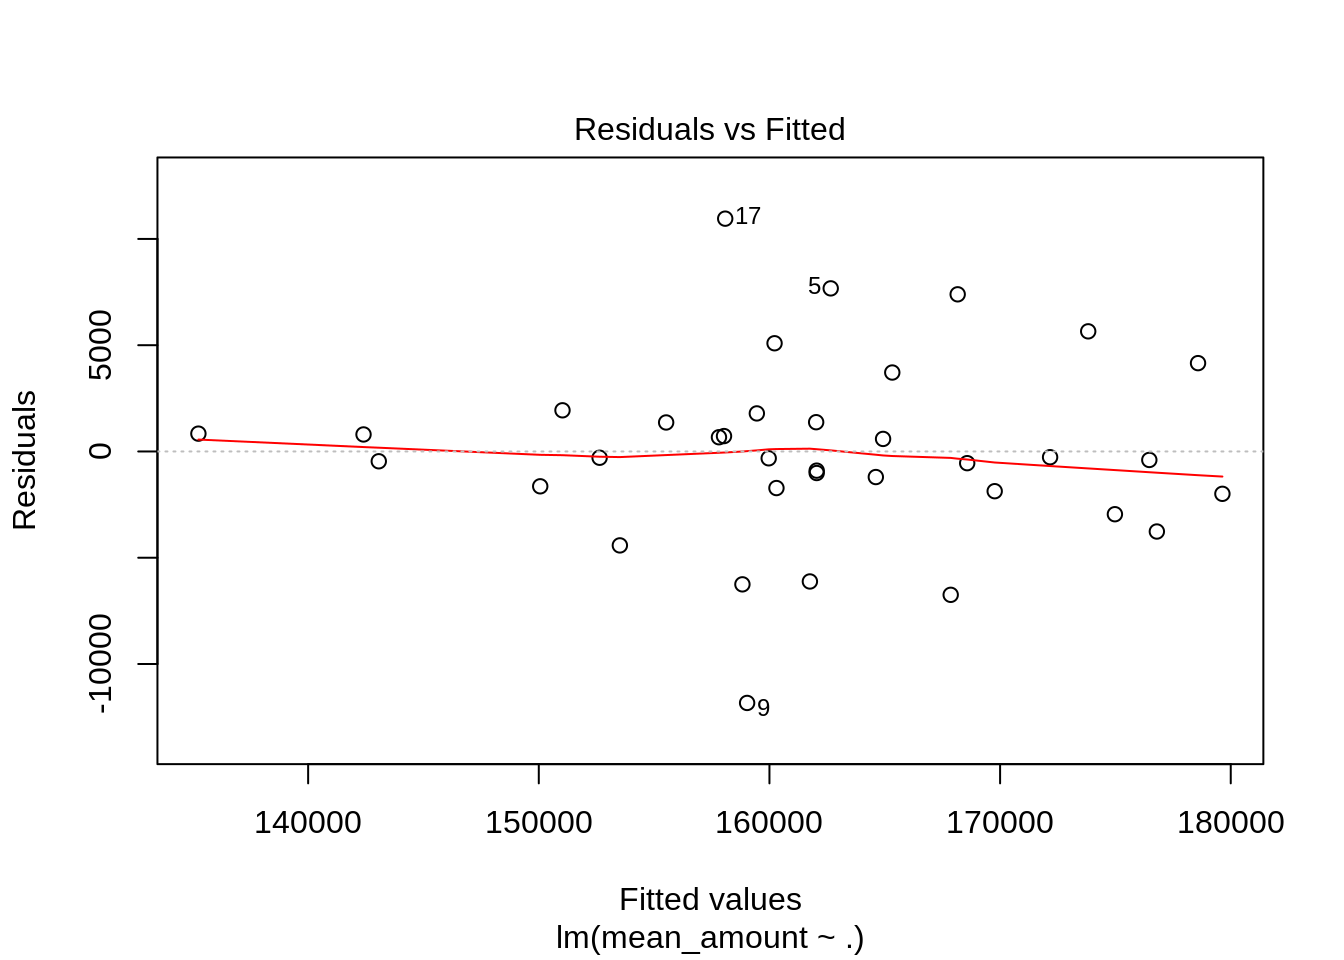 Residuals vs Fitted
17
5
9
Residuals
5000
0
-10000
140000 150000 160000 170000 180000
Fitted values
lm(mean_amount ~ .)